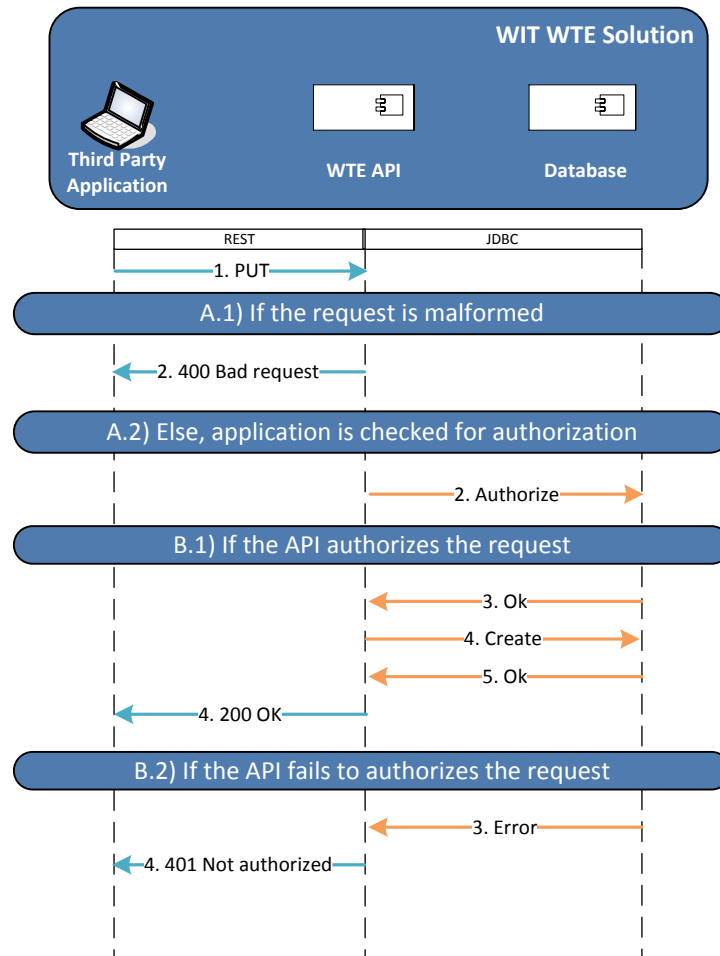 WIT WTE Solution
Third Party
Application
WTE API
Database
REST
JDBC
1. PUT
A.1) If the request is malformed
2. 400 Bad request
A.2) Else, application is checked for authorization
2. Authorize
B.1) If the API authorizes the request
3. Ok
4. Create
5. Ok
4. 200 OK
B.2) If the API fails to authorizes the request
3. Error
4. 401 Not authorized